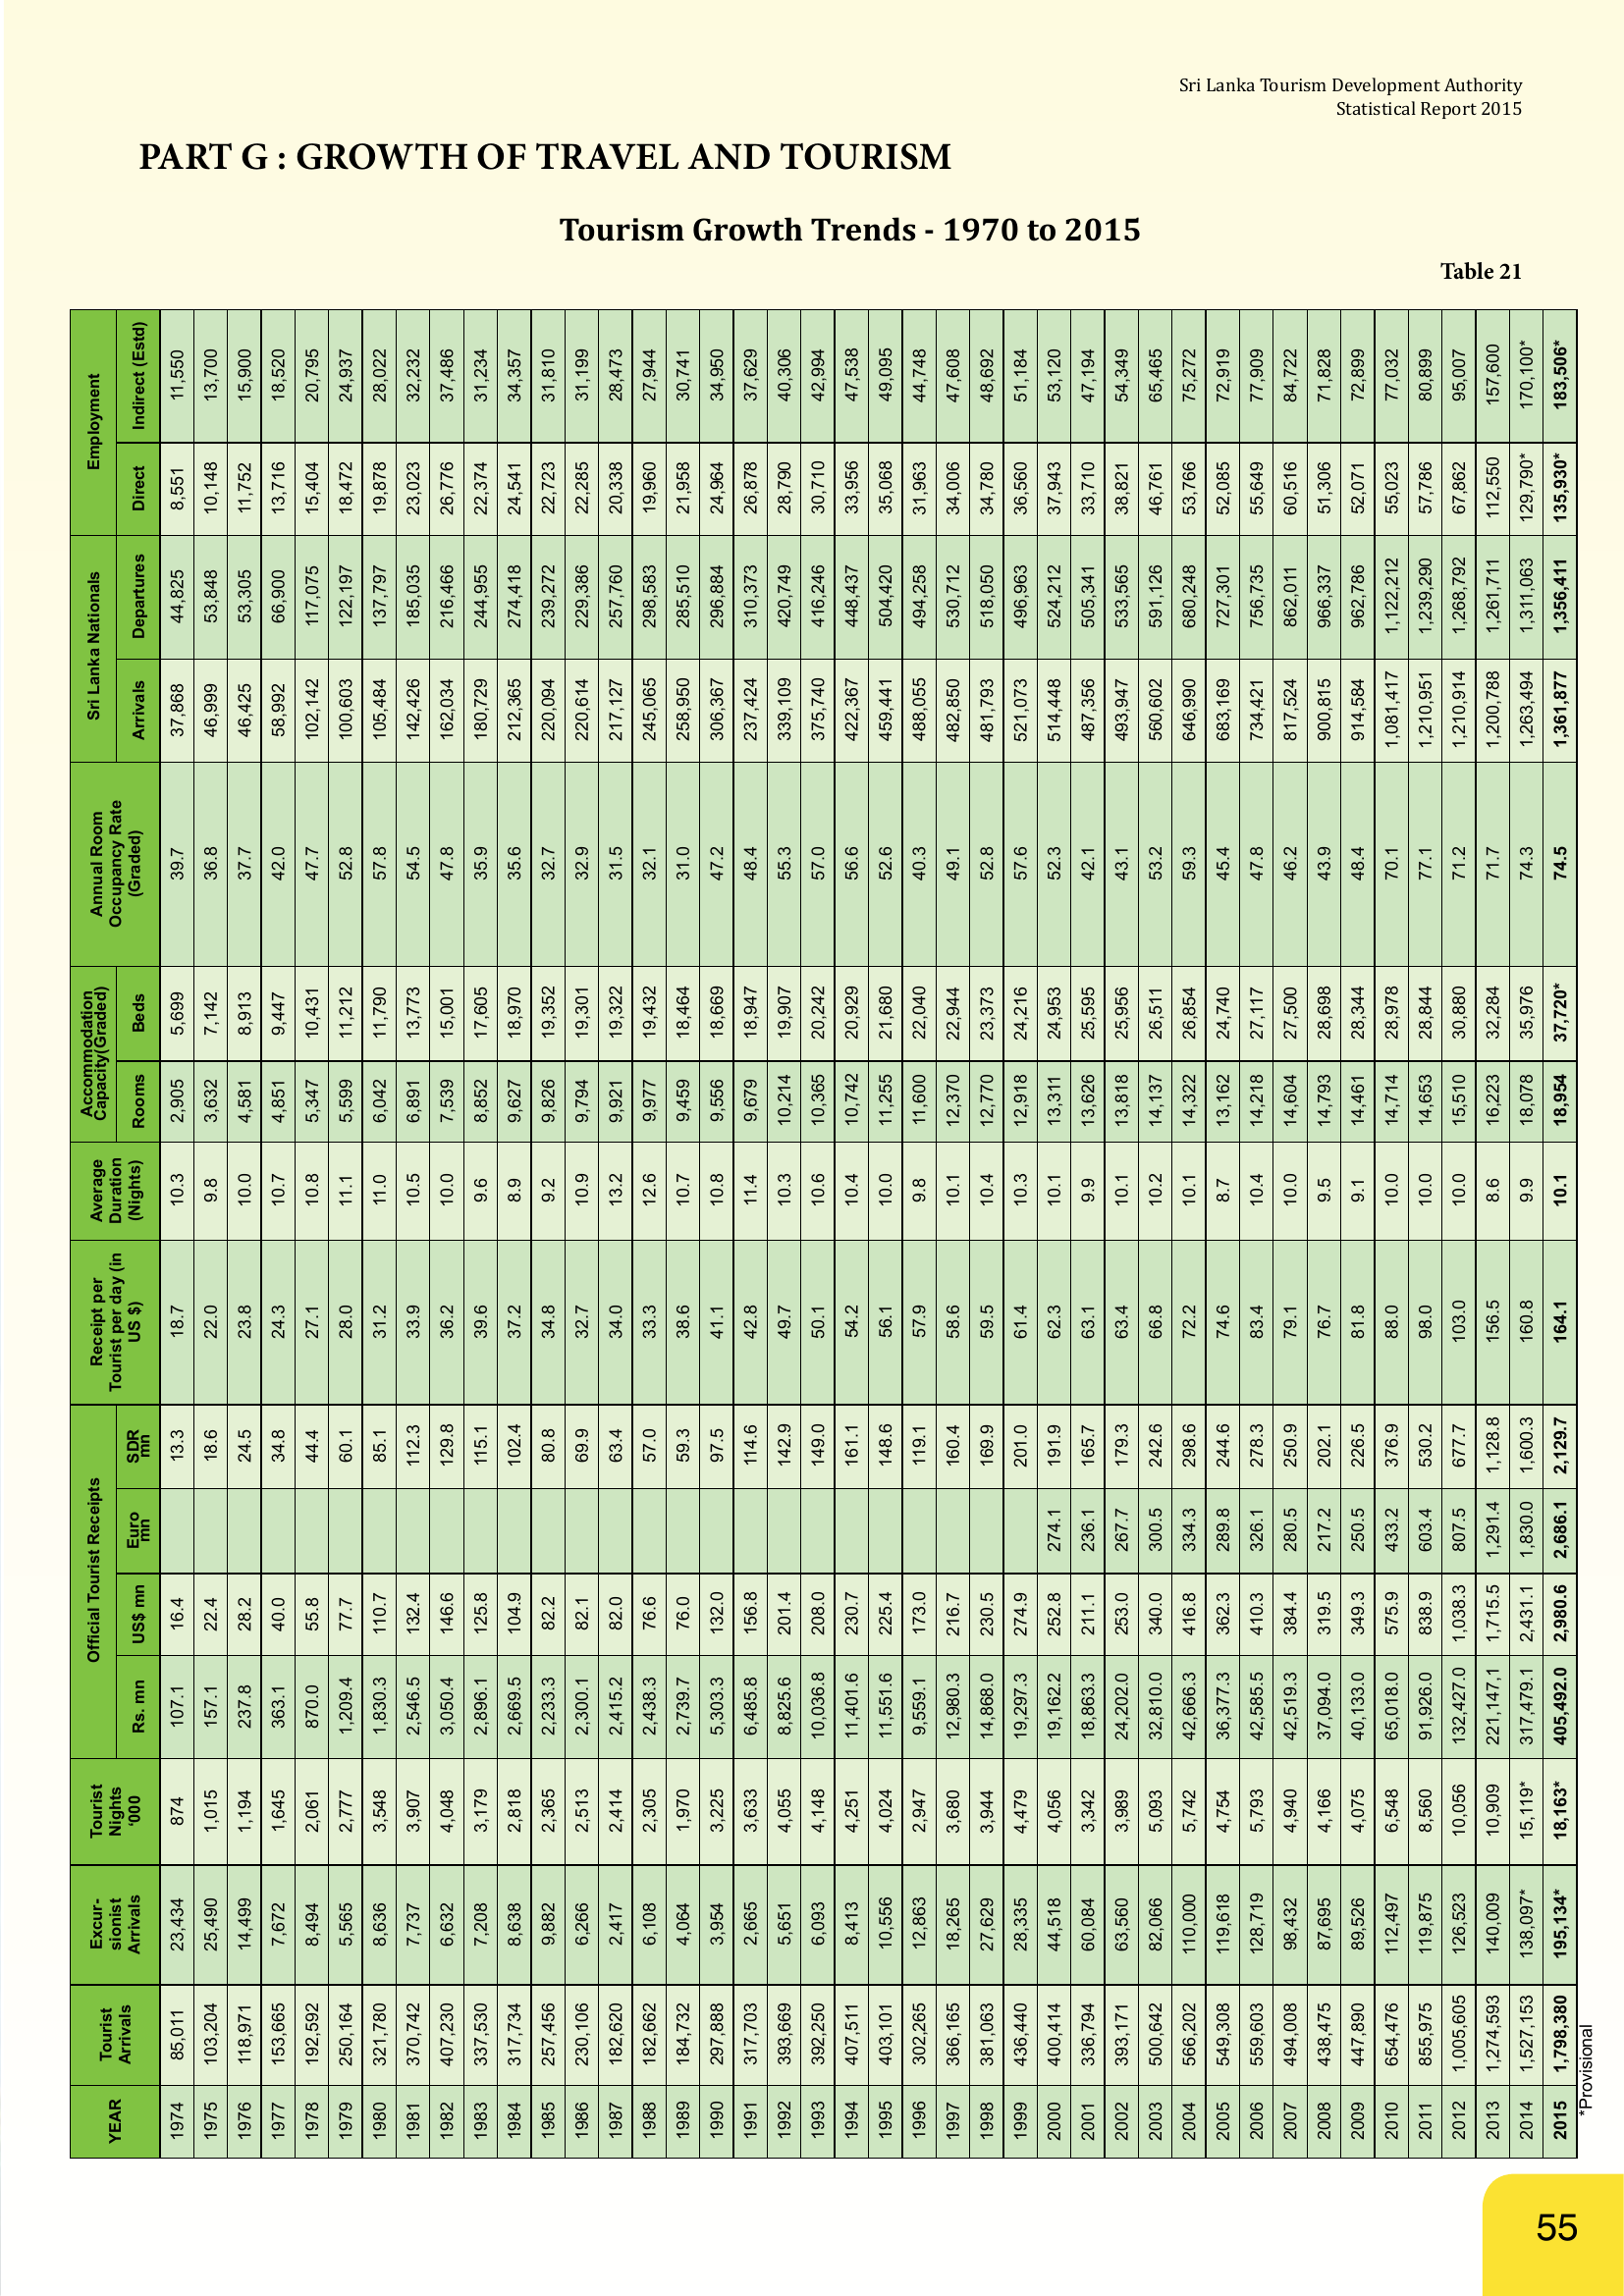 Sri Lanka Tourism Development Authority
Statistical Report 2015
PART G : GROWTH OF TRAVEL AND TOURISM
Tourism Growth Trends - 1970 to 2015
Table 21
YEAR Tourist Arrivals Excur-sionist Arrivals Tourist Nights '000 Official Tourist Receipts Receipt per Tourist per day (in US $) Average Duration (Nights) Accommodation Capacity(Graded) Annual Room Occupancy Rate (Graded) Sri Lanka Nationals Employment
Rs. mn US$ mn Euro mn SDR mn Rooms Beds Arrivals Departures Direct Indirect (Estd)
1974 85,011 23,434 874 107.1 16.4 13.3 18.7 10.3 2,905 5,699 39.7 37,868 44,825 8,551 11,550
1975 103,204 25,490 1,015 157.1 22.4 18.6 22.0 9.8 3,632 7,142 36.8 46,999 53,848 10,148 13,700
1976 118,971 14,499 1,194 237.8 28.2 24.5 23.8 10.0 4,581 8,913 37.7 46,425 53,305 11,752 15,900
1977 153,665 7,672 1,645 363.1 40.0 34.8 24.3 10.7 4,851 9,447 42.0 58,992 66,900 13,716 18,520
1978 192,592 8,494 2,061 870.0 55.8 44.4 27.1 10.8 5,347 10,431 47.7 102,142 117,075 15,404 20,795
1979 250,164 5,565 2,777 1,209.4 77.7 60.1 28.0 11.1 5,599 11,212 52.8 100,603 122,197 18,472 24,937
1980 321,780 8,636 3,548 1,830.3 110.7 85.1 31.2 11.0 6,042 11,790 57.8 105,484 137,797 19,878 28,022
1981 370,742 7,737 3,907 2,546.5 132.4 112.3 33.9 10.5 6,891 13,773 54.5 142,426 185,035 23,023 32,232
1982 407,230 6,632 4,048 3,050.4 146.6 129.8 36.2 10.0 7,539 15,001 47.8 162,034 216,466 26,776 37,486
1983 337,530 7,208 3,179 2,896.1 125.8 115.1 39.6 9.6 8,852 17,605 35.9 180,729 244,955 22,374 31,234
1984 317,734 8,638 2,818 2,669.5 104.9 102.4 37.2 8.9 9,627 18,970 35.6 212,365 274,418 24,541 34,357
1985 257,456 9,882 2,365 2,233.3 82.2 80.8 34.8 9.2 9,826 19,352 32.7 220,094 239,272 22,723 31,810
1986 230,106 6,266 2,513 2,300.1 82.1 69.9 32.7 10.9 9,794 19,301 32.9 220,614 229,386 22,285 31,199
1987 182,620 2,417 2,414 2,415.2 82.0 63.4 34.0 13.2 9,921 19,322 31.5 217,127 257,760 20,338 28,473
1988 182,662 6,108 2,305 2,438.3 76.6 57.0 33.3 12.6 9,977 19,432 32.1 245,065 298,583 19,960 27,944
1989 184,732 4,064 1,970 2,739.7 76.0 59.3 38.6 10.7 9,459 18,464 31.0 258,950 285,510 21,958 30,741
1990 297,888 3,954 3,225 5,303.3 132.0 97.5 41.1 10.8 9,556 18,669 47.2 306,367 296,884 24,964 34,950
1991 317,703 2,665 3,633 6,485.8 156.8 114.6 42.8 11.4 9,679 18,947 48.4 237,424 310,373 26,878 37,629
1992 393,669 5,651 4,055 8,825.6 201.4 142.9 49.7 10.3 10,214 19,907 55.3 339,109 420,749 28,790 40,306
1993 392,250 6,093 4,148 10,036.8 208.0 149.0 50.1 10.6 10,365 20,242 57.0 375,740 416,246 30,710 42,994
1994 407,511 8,413 4,251 11,401.6 230.7 161.1 54.2 10.4 10,742 20,929 56.6 422,367 448,437 33,956 47,538
1995 403,101 10,556 4,024 11,551.6 225.4 148.6 56.1 10.0 11,255 21,680 52.6 459,441 504,420 35,068 49,095
1996 302,265 12,863 2,947 9,559.1 173.0 119.1 57.9 9.8 11,600 22,040 40.3 488,055 494,258 31,963 44,748
1997 366,165 18,265 3,680 12,980.3 216.7 160.4 58.6 10.1 12,370 22,944 49.1 482,850 530,712 34,006 47,608
1998 381,063 27,629 3,944 14,868.0 230.5 169.9 59.5 10.4 12,770 23,373 52.8 481,793 518,050 34,780 48,692
1999 436,440 28,335 4,479 19,297.3 274.9 201.0 61.4 10.3 12,918 24,216 57.6 521,073 496,963 36,560 51,184
2000 400,414 44,518 4,056 19,162.2 252.8 274.1 191.9 62.3 10.1 13,311 24,953 52.3 514,448 524,212 37,943 53,120
2001 336,794 60,084 3,342 18,863.3 211.1 236.1 165.7 63.1 9.9 13,626 25,595 42.1 487,356 505,341 33,710 47,194
2002 393,171 63,560 3,989 24,202.0 253.0 267.7 179.3 63.4 10.1 13,818 25,956 43.1 493,947 533,565 38,821 54,349
2003 500,642 82,066 5,093 32,810.0 340.0 300.5 242.6 66.8 10.2 14,137 26,511 53.2 560,602 591,126 46,761 65,465
2004 566,202 110,000 5,742 42,666.3 416.8 334.3 298.6 72.2 10.1 14,322 26,854 59.3 646,990 680,248 53,766 75,272
2005 549,308 119,618 4,754 36,377.3 362.3 289.8 244.6 74.6 8.7 13,162 24,740 45.4 683,169 727,301 52,085 72,919
2006 559,603 128,719 5,793 42,585.5 410.3 326.1 278.3 83.4 10.4 14,218 27,117 47.8 734,421 756,735 55,649 77,909
2007 494,008 98,432 4,940 42,519.3 384.4 280.5 250.9 79.1 10.0 14,604 27,500 46.2 817,524 862,011 60,516 84,722
2008 438,475 87,695 4,166 37,094.0 319.5 217.2 202.1 76.7 9.5 14,793 28,698 43.9 900,815 966,337 51,306 71,828
2009 447,890 89,526 4,075 40,133.0 349.3 250.5 226.5 81.8 9.1 14,461 28,344 48.4 914,584 962,786 52,071 72,899
2010 654,476 112,497 6,548 65,018.0 575.9 433.2 376.9 88.0 10.0 14,714 28,978 70.1 1,081,417 1,122,212 55,023 77,032
2011 855,975 119,875 8,560 91,926.0 838.9 603.4 530.2 98.0 10.0 14,653 28,844 77.1 1,210,951 1,239,290 57,786 80,899
2012 1,005,605 126,523 10,056 132,427.0 1,038.3 807.5 677.7 103.0 10.0 15,510 30,880 71.2 1,210,914 1,268,792 67,862 95,007
2013 1,274,593 140,009 10,909 221,147,1 1,715.5 1,291.4 1,128.8 156.5 8.6 16,223 32,284 71.7 1,200,788 1,261,711 112,550 157,600
2014 1,527,153 138,097* 15,119* 317,479.1 2,431.1 1,830.0 1,600.3 160.8 9.9 18,078 35,976 74.3 1,263,494 1,311,063 129,790* 170,100*
2015 1,798,380 195,134* 18,163* 405,492.0 2,980.6 2,686.1 2,129.7 164.1 10.1 18,954 37,720* 74.5 1,361,877 1,356,411 135,930* 183,506*
*Provisional
55